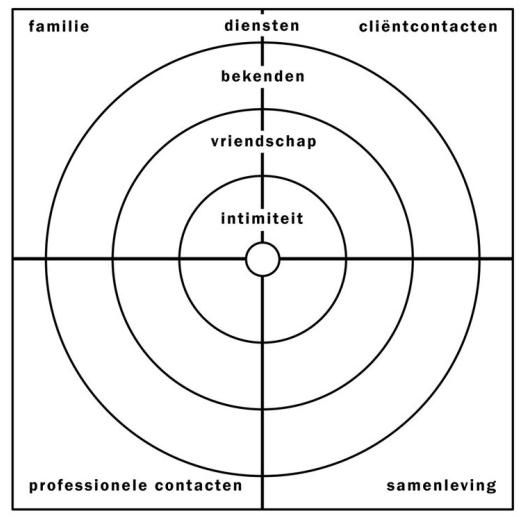 familie
diensten
cliëntcontacten
bekenden
vriendschap
intimiteit
professionele contacten
samenleving